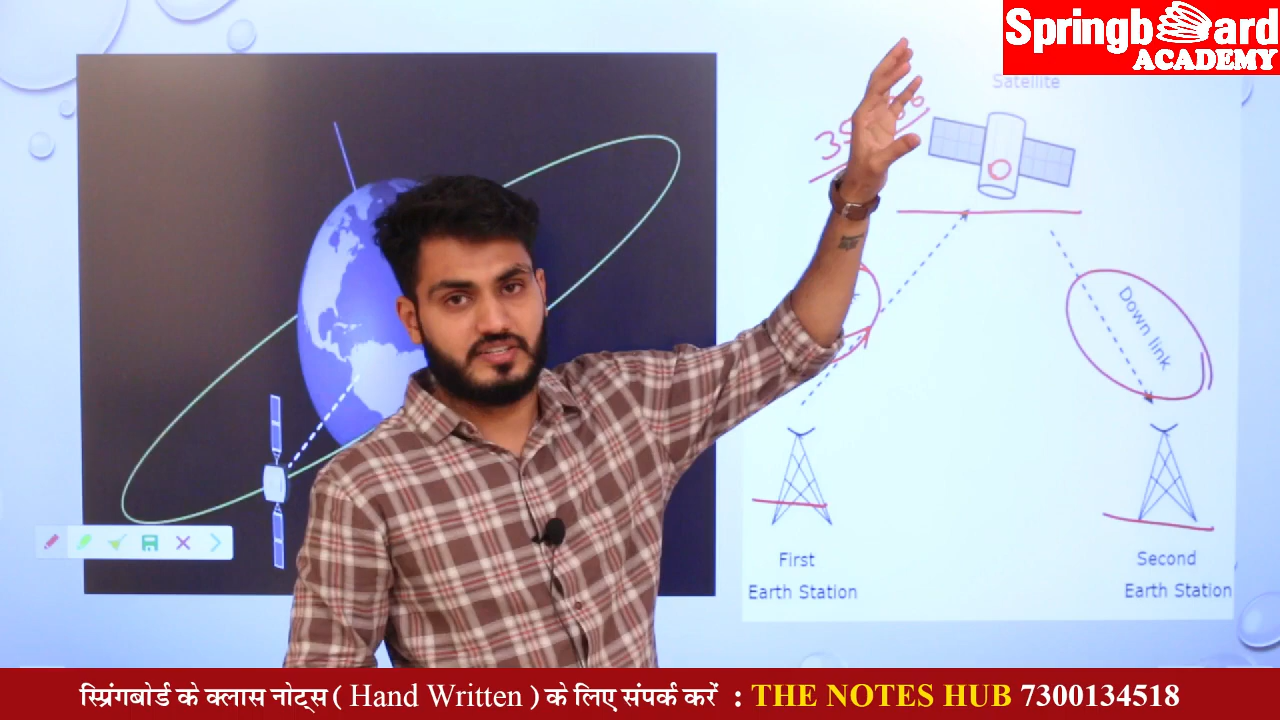 Springboard
ACADEMY
Satellite
Down link
First
Earth Station
Second
Earth Station
स्प्रिंगबोर्ड के क्लास नोट्स ( Hand Written ) के लिए संपर्क करें : THE NOTES HUB 7300134518